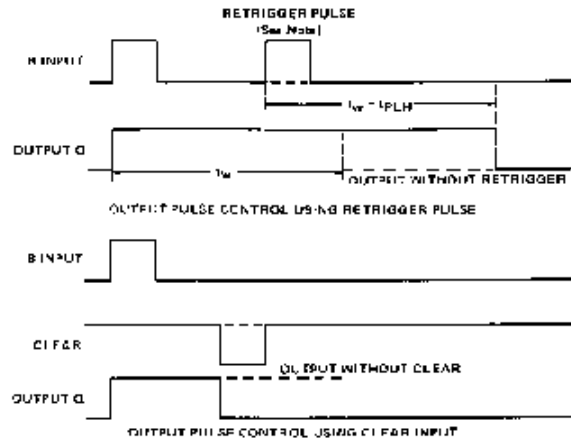 RETRIGGER PULSE
(See Note)
B INPUT
tw + tPLH
OUTPUT Q
tw
OUTPUT WITHOUT RETRIGGER
OUTPUT PULSE CONTROL USING RETRIGGER PULSE
B INPUT
CLEAR
OUTPUT WITHOUT CLEAR
OUTPUT Q
OUTPUT PULSE CONTROL USING CLEAR INPUT